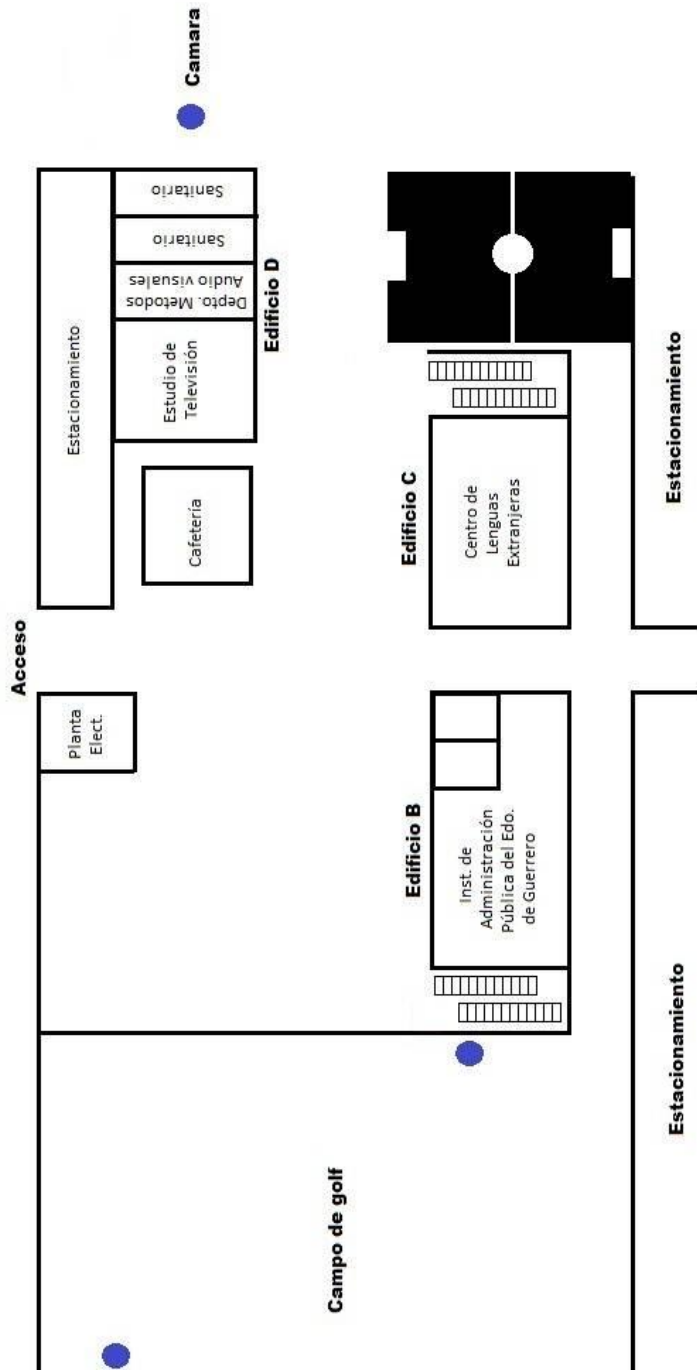 Acceso
Camara
Estacionamiento
Planta
Elect.
Cafetería
Estudio de
Televisión
Depto. Metodos
Audio visuales
Sanitario
Sanitario
Edificio D
Campo de golf
Edificio B
Edificio C
Inst. de
Administración
Pública del Edo.
de Guerrero
Centro de
Lenguas
Extranjeras
Estacionamiento
Estacionamiento